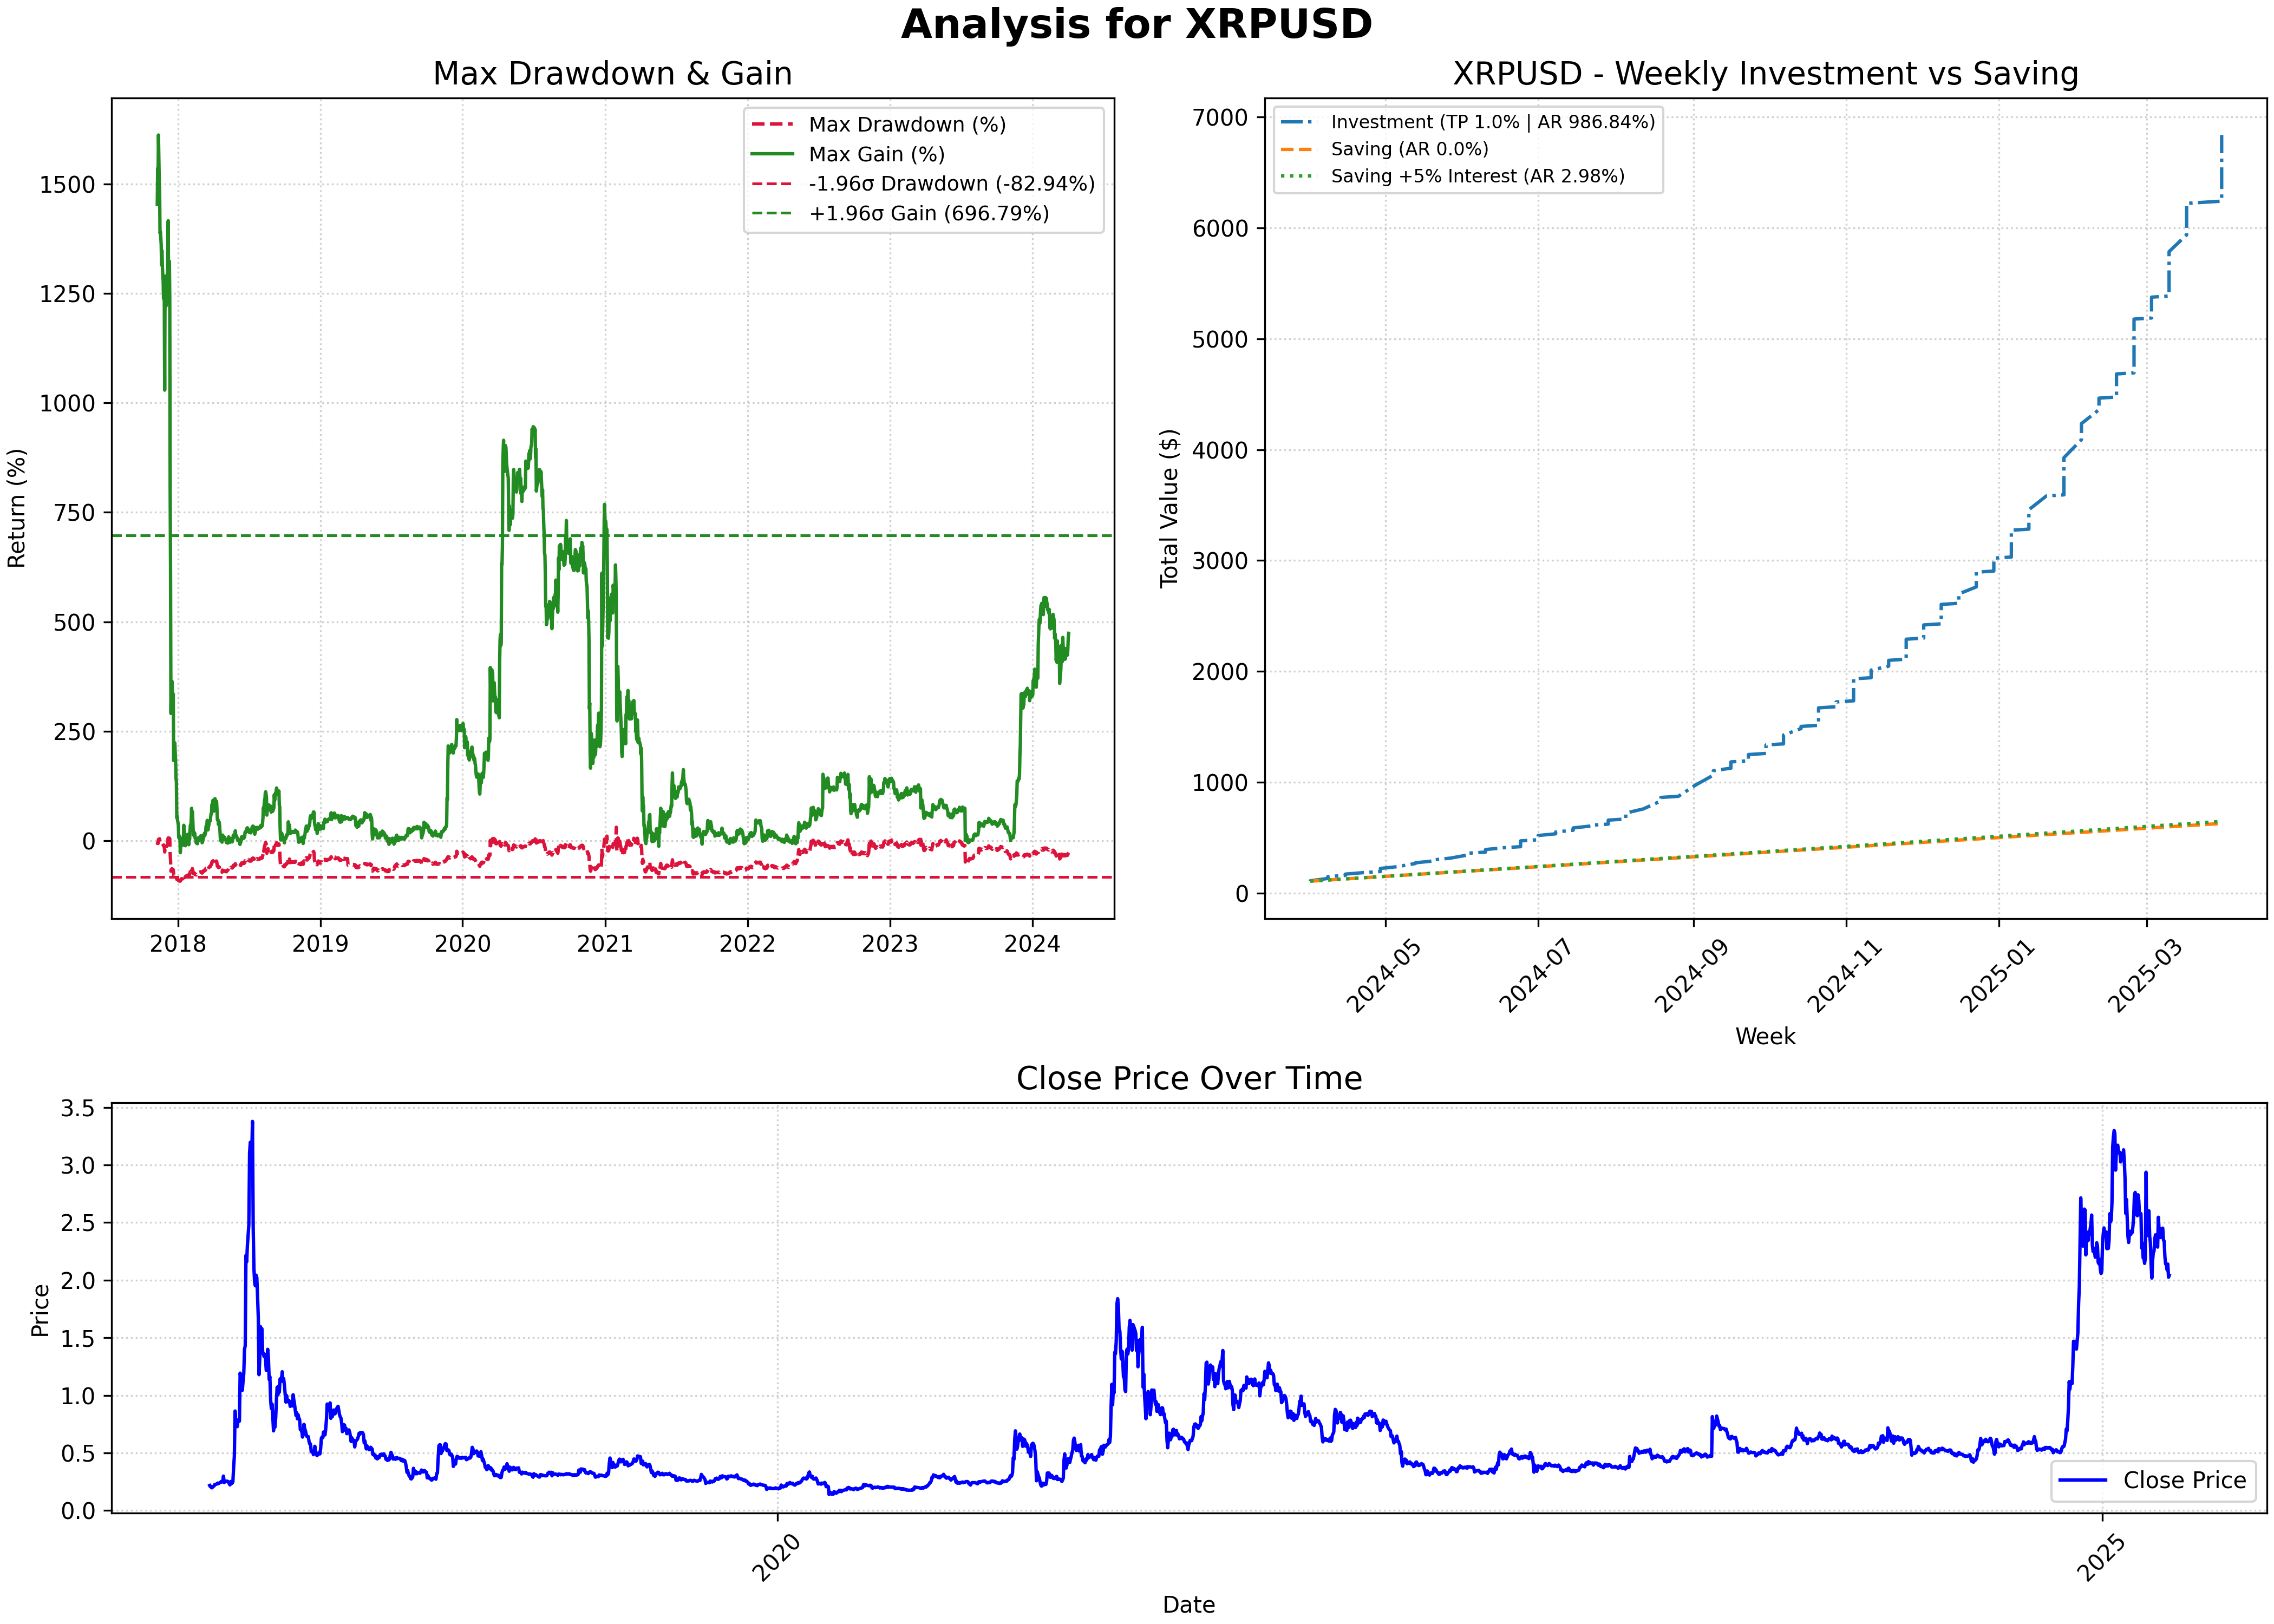 Analysis for XRPUSD
Max Drawdown & Gain
Return (%)
1500
1250
1000
750
500
250
0
Max Drawdown (%)
Max Gain (%)
-1.96σ Drawdown (-82.94%)
+1.96σ Gain (696.79%)
2018 2019 2020 2021 2022 2023 2024
XRPUSD - Weekly Investment vs Saving
Total Value ($)
7000
6000
5000
4000
3000
2000
1000
0
Investment (TP 1.0% | AR 986.84%)
Saving (AR 0.0%)
Saving +5% Interest (AR 2.98%)
2024-05 2024-07 2024-09 2024-11 2025-01 2025-03
Week
Close Price Over Time
Price
3.5
3.0
2.5
2.0
1.5
1.0
0.5
0.0
Close Price
2020 2025
Date